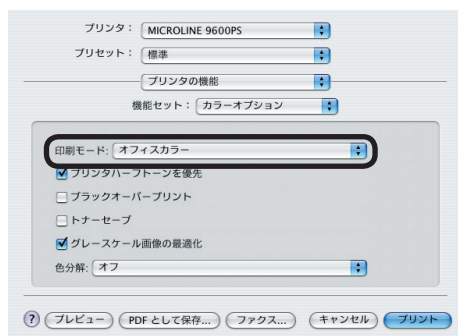 プリンタ： MICROLINE 9600PS
プリセット： 標準
プリンタの機能
機能セット： カラーオプション
印刷モード: オフィスカラー
プリンタハーフトーンを優先
ブラックオーバープリント
トナーセーブ
グレースケール画像の最適化
色分解: オフ
? プレビュー PDF として保存... ファクス... キャンセル プリント